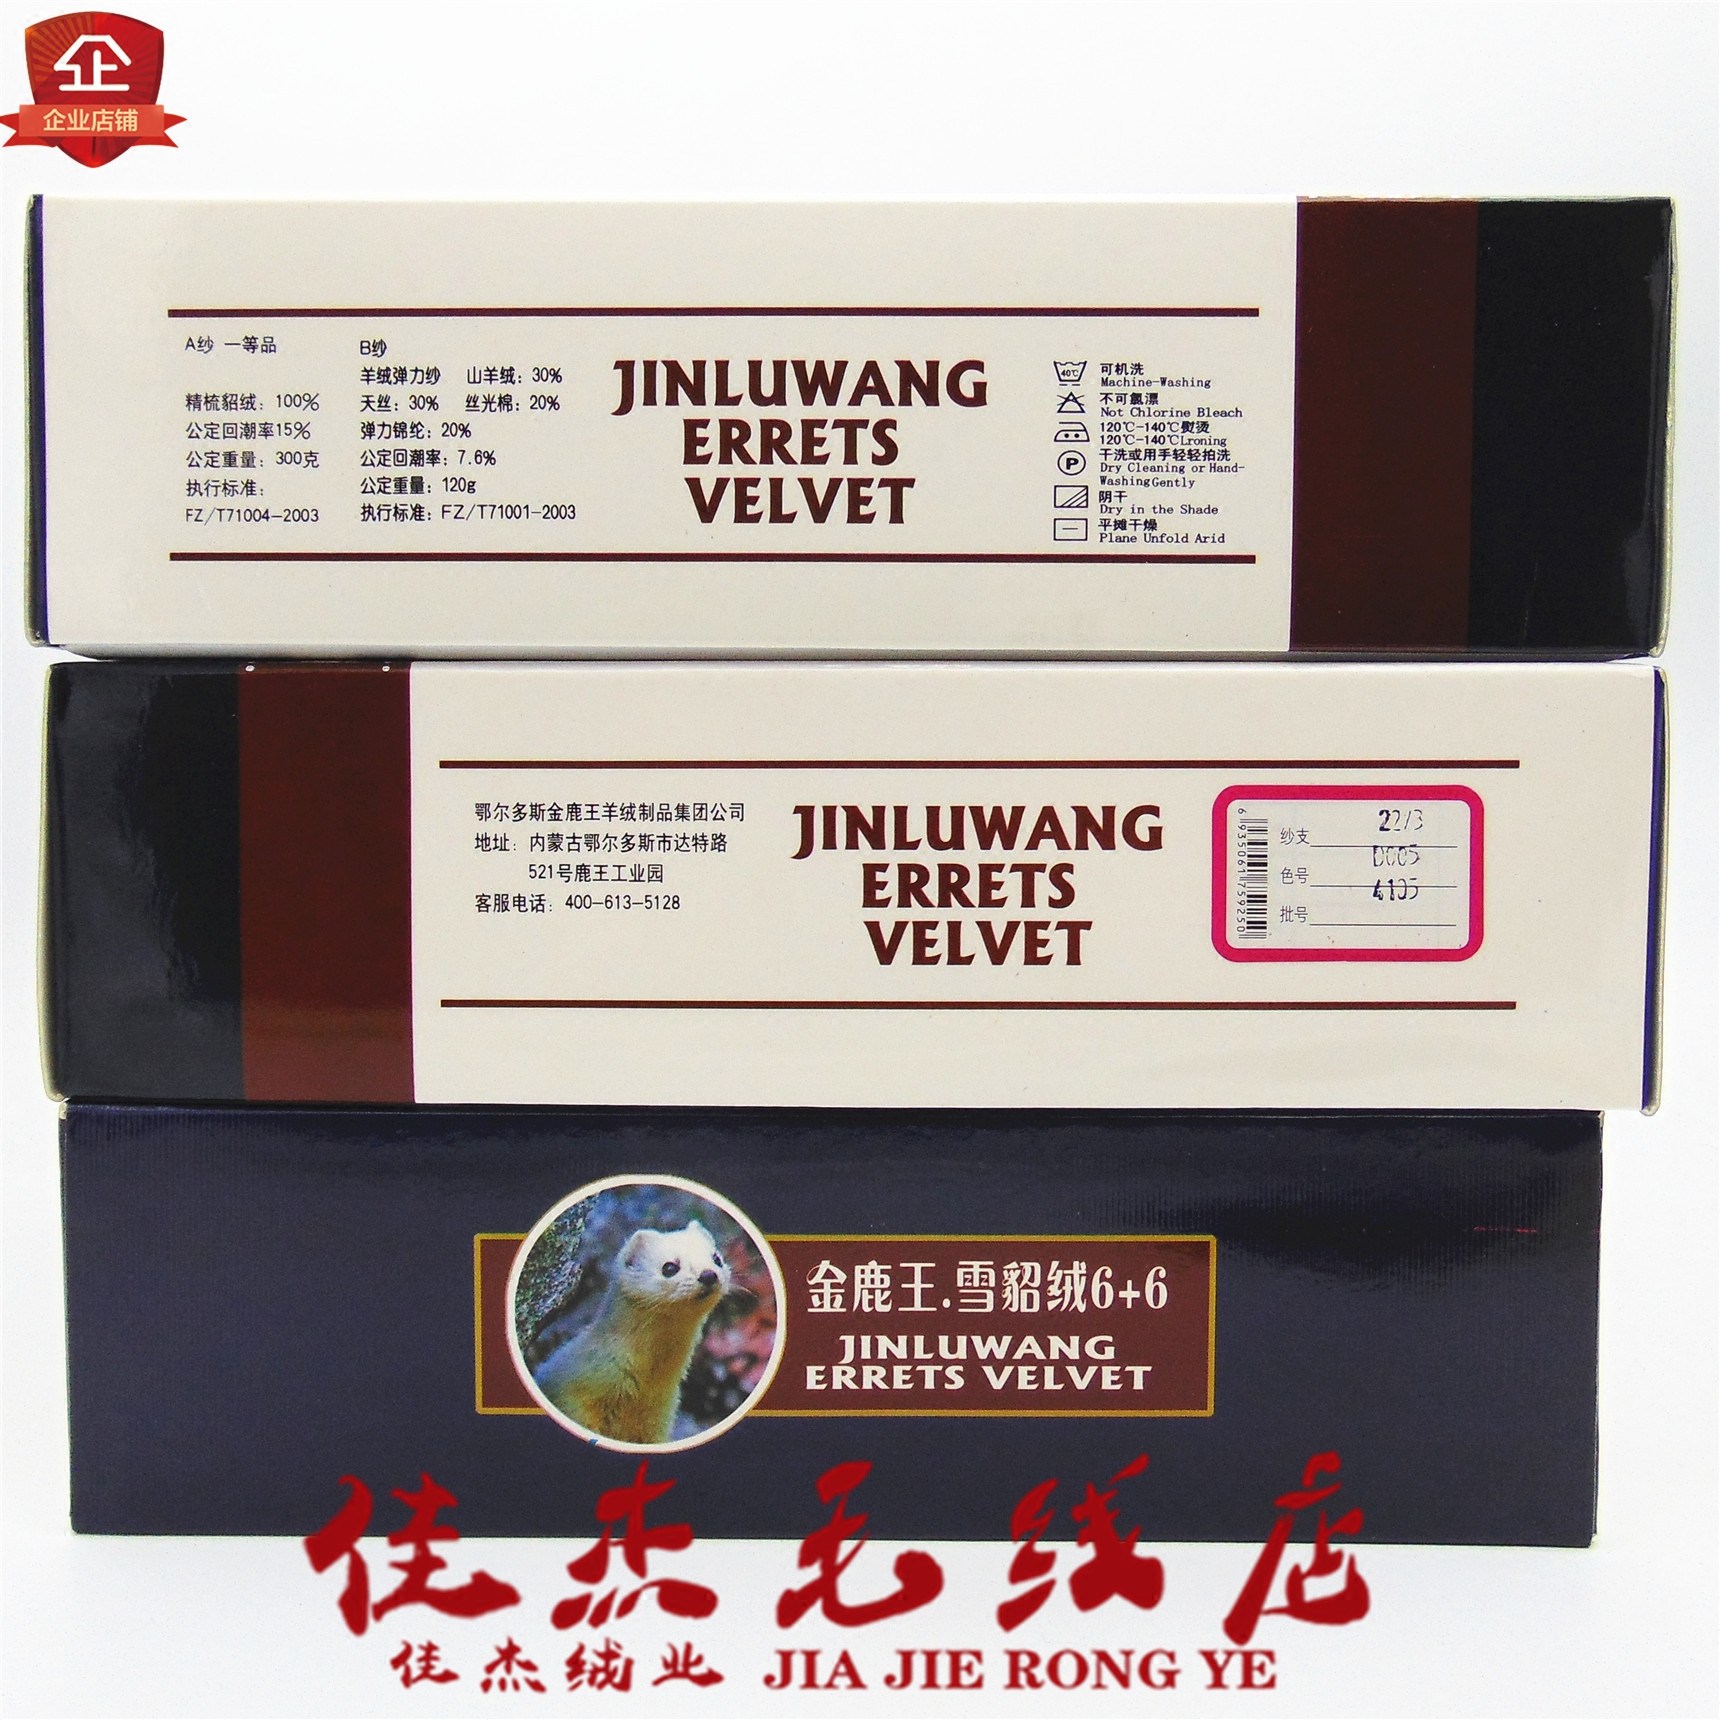 企
企业店铺
A纱 一等品
精梳貂绒：100%
公定回潮率15%
公定重量：300克
执行标准：
FZ/T71004-2003
B纱
羊绒弹力纱 山羊绒：30%
天丝：30% 丝光棉：20%
弹力锦纶：20%
公定回潮率：7.6%
公定重量：120g
执行标准：FZ/T71001-2003
JINLUWANG
ERRETS
VELVET
40℃
可机洗
Machine-Washing
不可氯漂
Not Chlorine Bleach
120℃-140℃熨烫
120℃-140℃Lroning
P
干洗或用手轻轻拍洗
Dry Cleaning or Hand-
Washing Gently
阴干
Dry in the Shade
平摊干燥
Plane Unfold Arid
鄂尔多斯金鹿王羊绒制品集团公司
地址：内蒙古鄂尔多斯市达特路
521号鹿王工业园
客服电话：400-613-5128
JINLUWANG
ERRETS
VELVET
6935061759250
纱支 22/3
色号 D005
批号 4105
金鹿王.雪貂绒6+6
JINLUWANG
ERRETS VELVET
佳杰毛线店
佳杰绒业 JIA JIE RONG YE